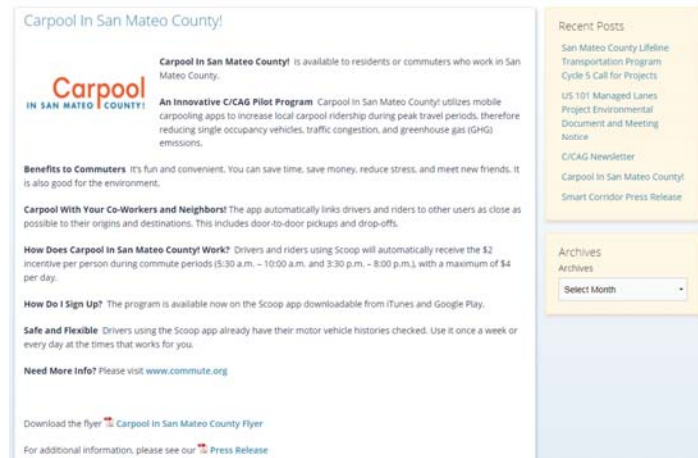 Carpool In San Mateo County!
Carpool
IN SAN MATEO COUNTY!
Carpool In San Mateo County! is available to residents or commuters who work in San
Mateo County.
An Innovative C/CAG Pilot Program Carpool In San Mateo County! utilizes mobile
carpooling apps to increase local carpool ridership during peak travel periods, therefore
reducing single occupancy vehicles, traffic congestion, and greenhouse gas (GHG)
emissions.
Benefits to Commuters It's fun and convenient. You can save time, save money, reduce stress, and meet new friends. It
is also good for the environment.
Carpool With Your Co-Workers and Neighbors! The app automatically links drivers and riders to other users as close as
possible to their origins and destinations. This includes door-to-door pickups and drop-offs.
How Does Carpool In San Mateo County! Work? Drivers and riders using Scoop will automatically receive the $2
incentive per person during commute periods (5:30 a.m. – 10:00 a.m. and 3:30 p.m. – 8:00 p.m.), with a maximum of $4
per day.
How Do I Sign Up? The program is available now on the Scoop app downloadable from iTunes and Google Play.
Safe and Flexible Drivers using the Scoop app already have their motor vehicle histories checked. Use it once a week or
every day at the times that works for you.
Need More Info? Please visit www.commute.org
Download the flyer Carpool in San Mateo County Flyer
For additional information, please see our Press Release
Recent Posts
San Mateo County Lifeline
Transportation Program
Cycle 5 Call for Projects
US 101 Managed Lanes
Project Environmental
Document and Meeting
Notice
C/CAG Newsletter
Carpool In San Mateo County!
Smart Corridor Press Release
Archives
Archives
Select Month